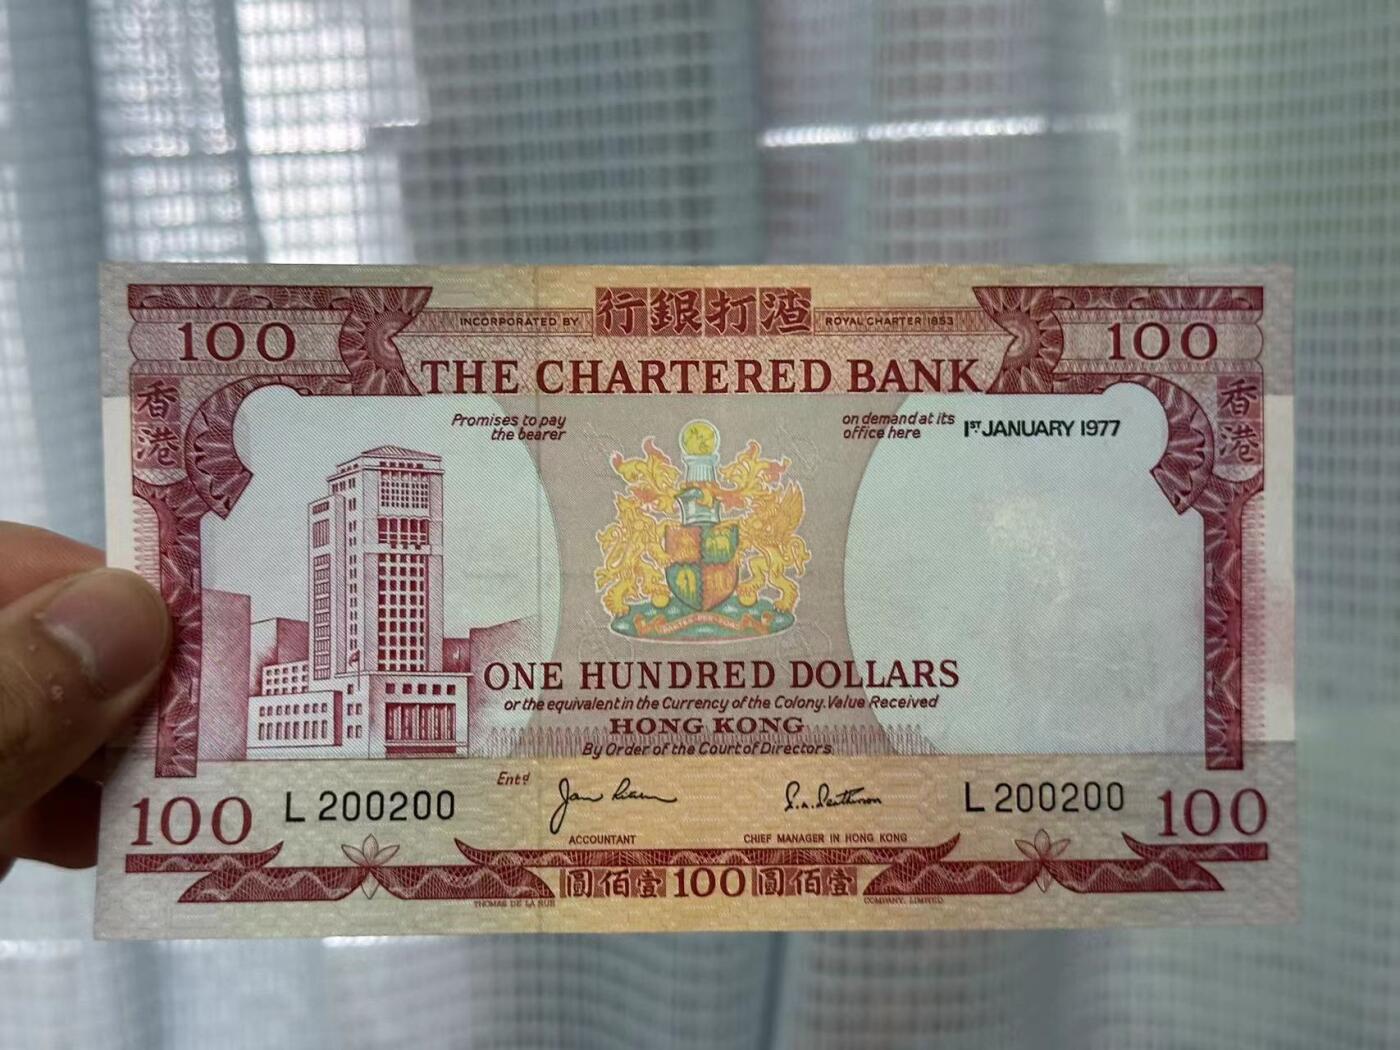 INCORPORATED BY 行銀打渣 ROYAL CHARTER 1853
100 100
THE CHARTERED BANK
香港 香港
Promises to pay the bearer
on demand at its office here 1ST JANUARY 1977
ONE HUNDRED DOLLARS
or the equivalent in the Currency of the Colony. Value Received
HONG KONG
By Order of the Court of Directors
Entd
100 L 200200 L 200200 100
ACCOUNTANT CHIEF MANAGER IN HONG KONG
圓佰壹 100 圓佰壹
THOMAS DE LA RUE COMPANY, LIMITED